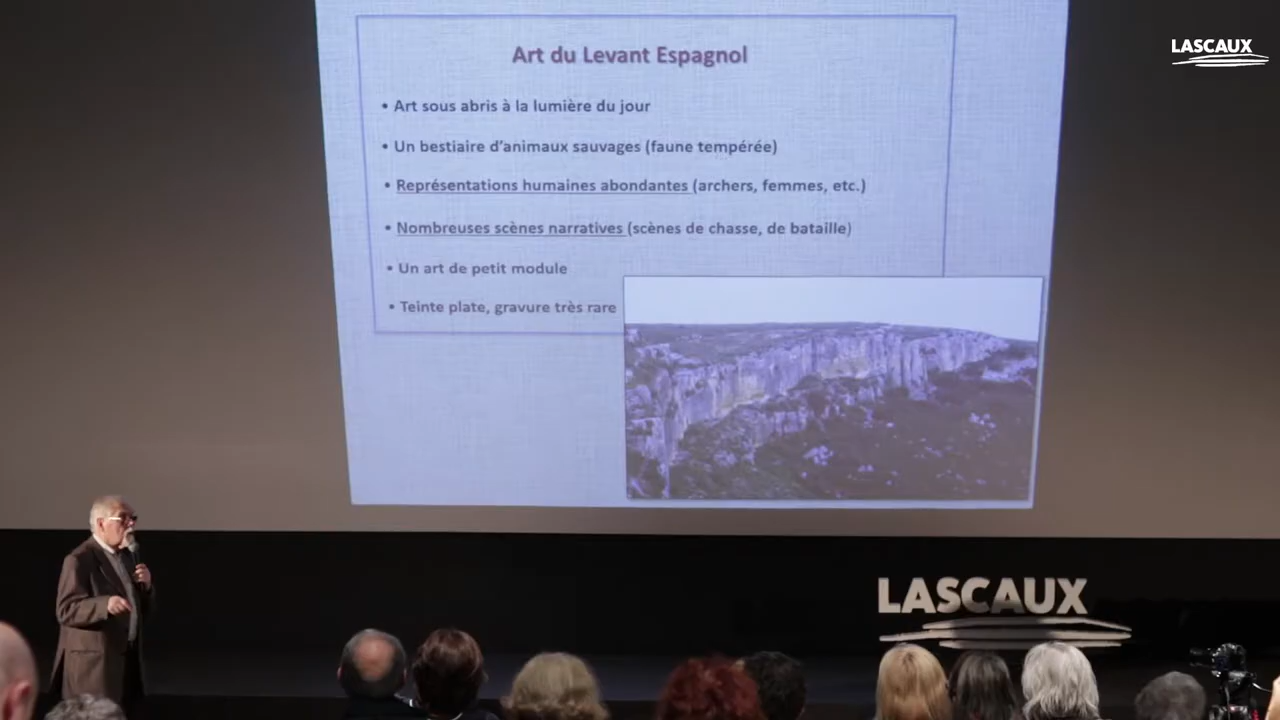 LASCAUX
Art du Levant Espagnol
• Art sous abris à la lumière du jour
• Un bestiaire d'animaux sauvages (faune tempérée)
• Représentations humaines abondantes (archers, femmes, etc.)
• Nombreuses scènes narratives (scènes de chasse, de bataille)
• Un art de petit module
• Teinte plate, gravure très rare
LASCAUX